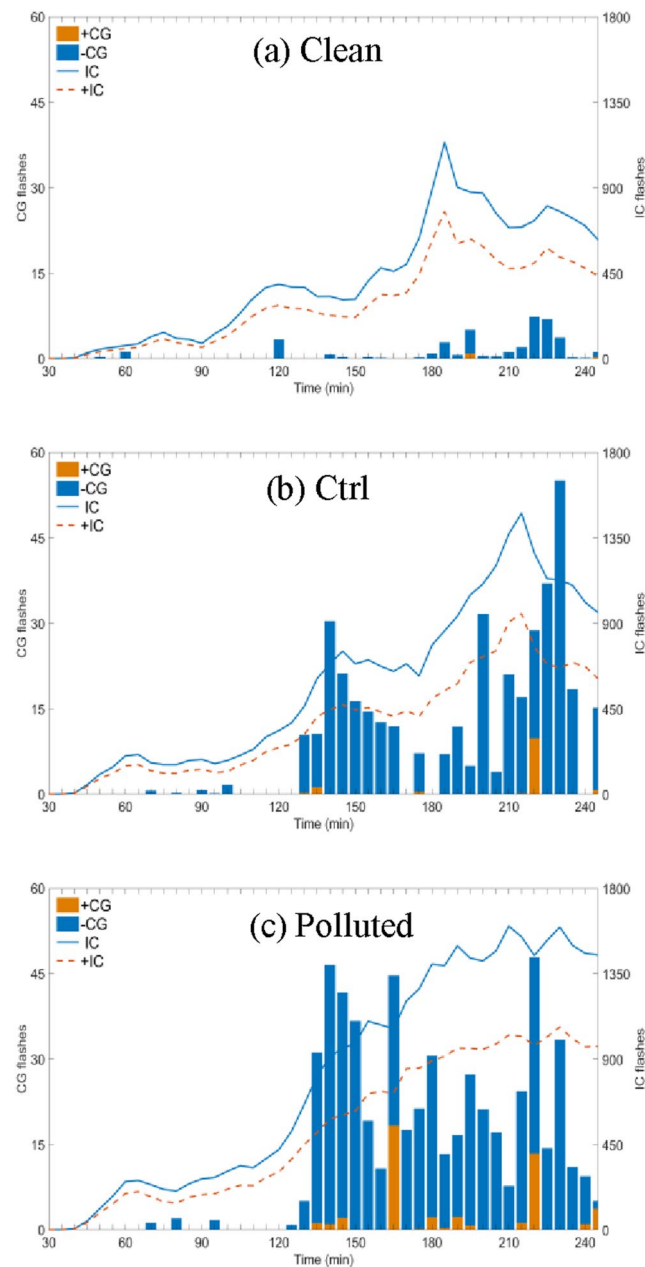 60 1800
+CG
-CG
IC
+IC
(a) Clean
45 1350
CG flashes
30 900
IC flashes
15 450
0 0
30 60 90 120 150 180 210 240
Time (min)
60 1800
+CG
-CG
IC
+IC
(b) Ctrl
45 1350
CG flashes
30 900
IC flashes
15 450
0 0
30 60 90 120 150 180 210 240
Time (min)
60 1800
+CG
-CG
IC
+IC
(c) Polluted
45 1350
CG flashes
30 900
IC flashes
15 450
0 0
30 60 90 120 150 180 210 240
Time (min)